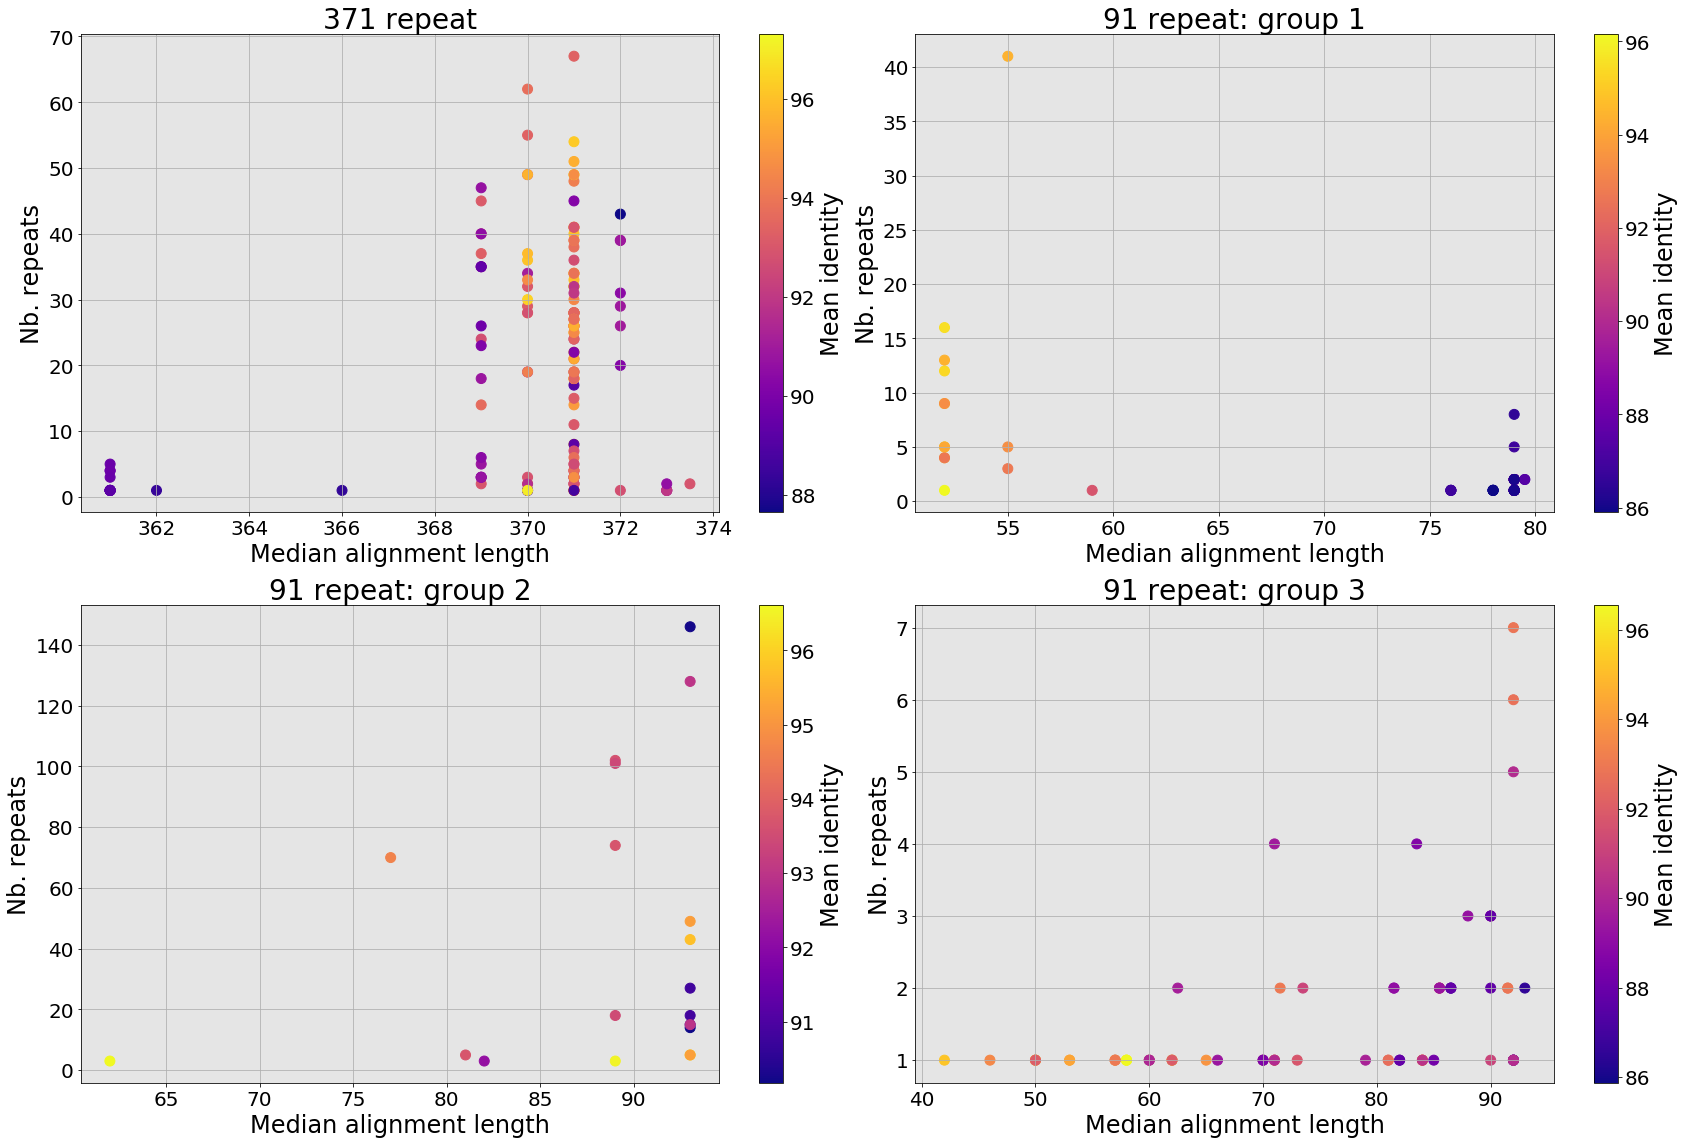 371 repeat
70
60
50
40
30
20
10
0
Nb. repeats
362 364 366 368 370 372 374
Median alignment length
96
94
92
90
88
Mean identity
91 repeat: group 1
40
35
30
25
20
15
10
5
0
Nb. repeats
55 60 65 70 75 80
Median alignment length
96
94
92
90
88
86
Mean identity
91 repeat: group 2
140
120
100
80
60
40
20
0
Nb. repeats
65 70 75 80 85 90
Median alignment length
96
95
94
93
92
91
Mean identity
91 repeat: group 3
7
6
5
4
3
2
1
Nb. repeats
40 50 60 70 80 90
Median alignment length
96
94
92
90
88
86
Mean identity